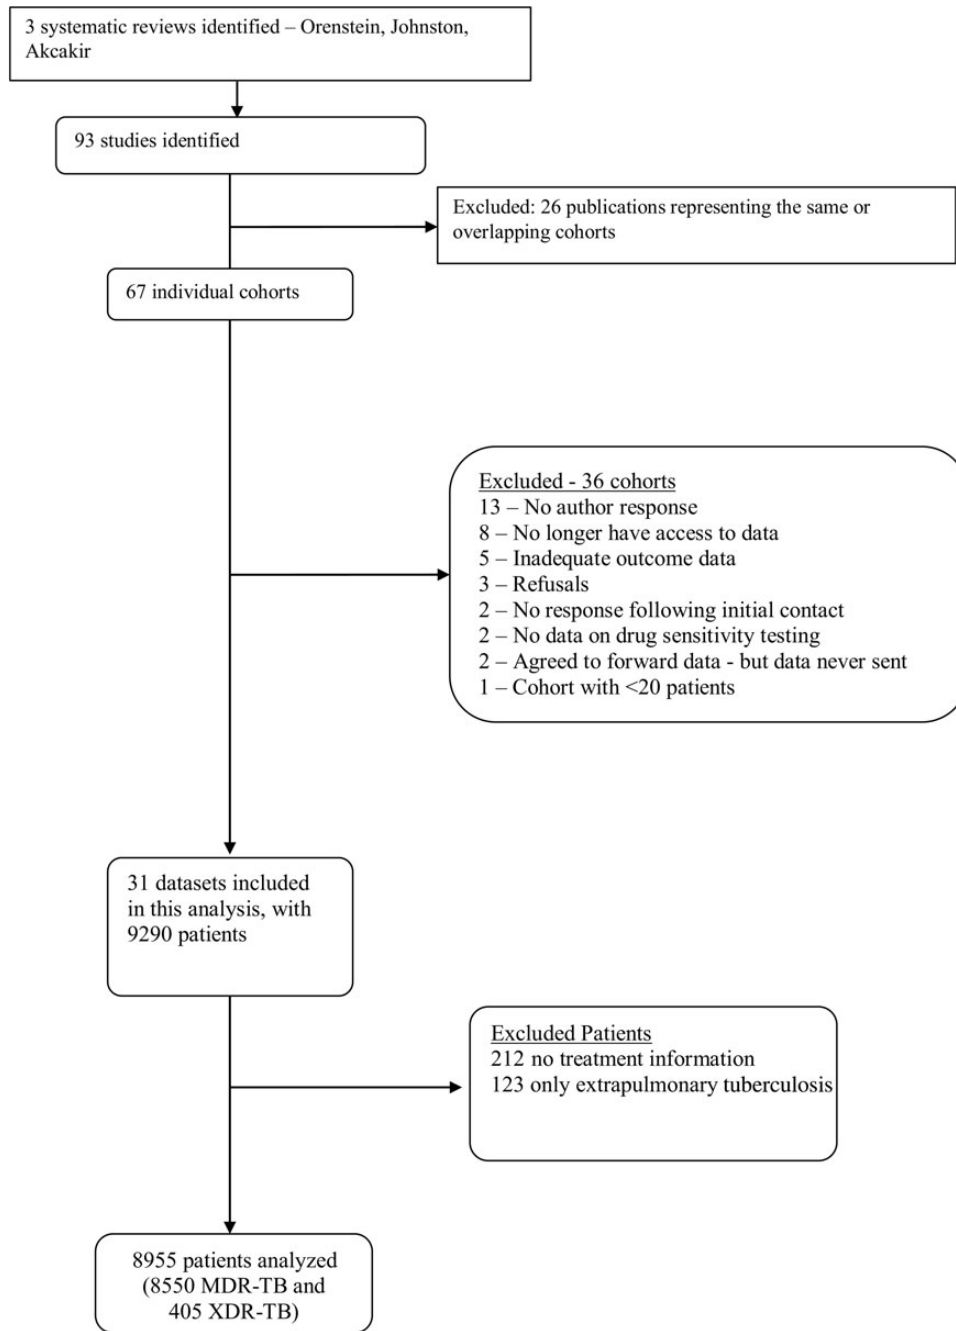 3 systematic reviews identified – Orenstein, Johnston,
Akcakir
93 studies identified
Excluded: 26 publications representing the same or
overlapping cohorts
67 individual cohorts
Excluded - 36 cohorts
13 – No author response
8 – No longer have access to data
5 – Inadequate outcome data
3 – Refusals
2 – No response following initial contact
2 – No data on drug sensitivity testing
2 – Agreed to forward data - but data never sent
1 – Cohort with <20 patients
31 datasets included
in this analysis, with
9290 patients
Excluded Patients
212 no treatment information
123 only extrapulmonary tuberculosis
8955 patients analyzed
(8550 MDR-TB and
405 XDR-TB)